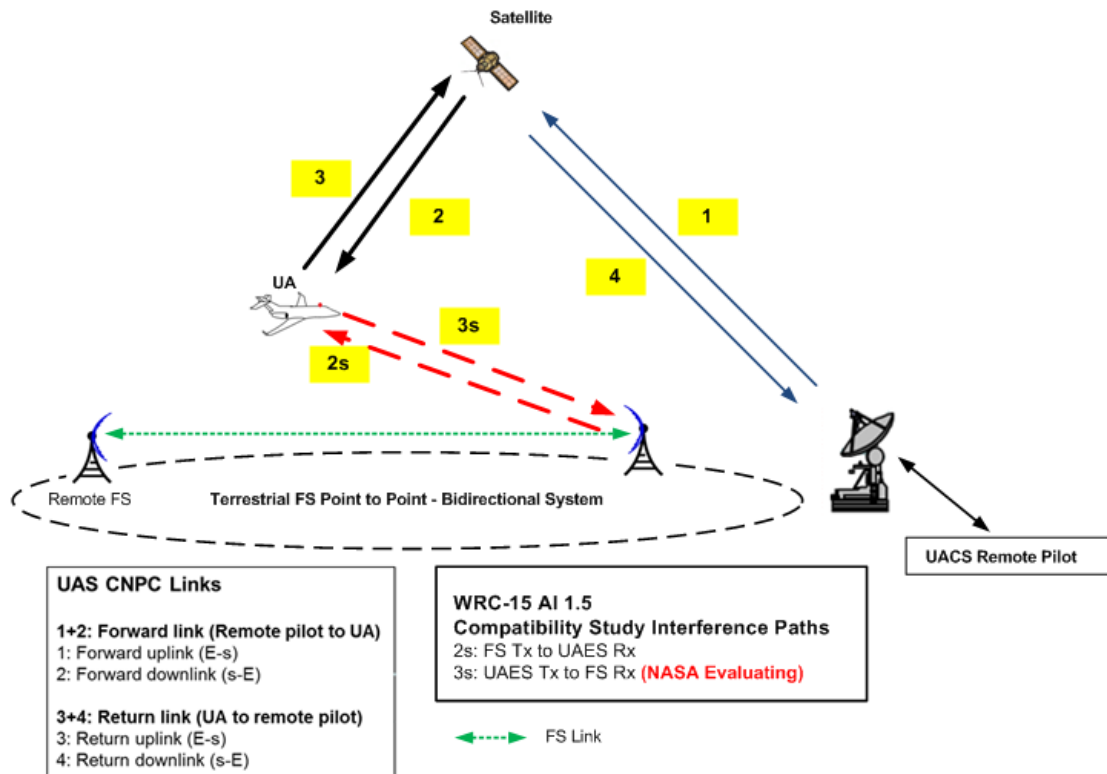 Satellite
3
2
1
4
UA
3s
2s
Remote FS
Terrestrial FS Point to Point - Bidirectional System
UACS Remote Pilot
UAS CNPC Links
1+2: Forward link (Remote pilot to UA)
1: Forward uplink (E-s)
2: Forward downlink (s-E)
3+4: Return link (UA to remote pilot)
3: Return uplink (E-s)
4: Return downlink (s-E)
WRC-15 AI 1.5
Compatibility Study Interference Paths
2s: FS Tx to UAES Rx
3s: UAES Tx to FS Rx (NASA Evaluating)
FS Link